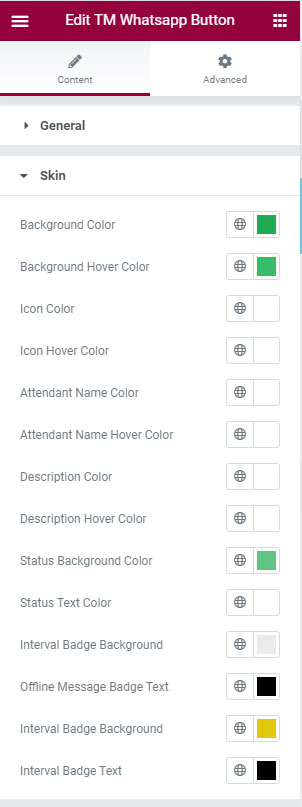 Edit TM Whatsapp Button
Content
Advanced
General
Skin
Background Color
Background Hover Color
Icon Color
Icon Hover Color
Attendant Name Color
Attendant Name Hover Color
Description Color
Description Hover Color
Status Background Color
Status Text Color
Interval Badge Background
Offline Message Badge Text
Interval Badge Background
Interval Badge Text